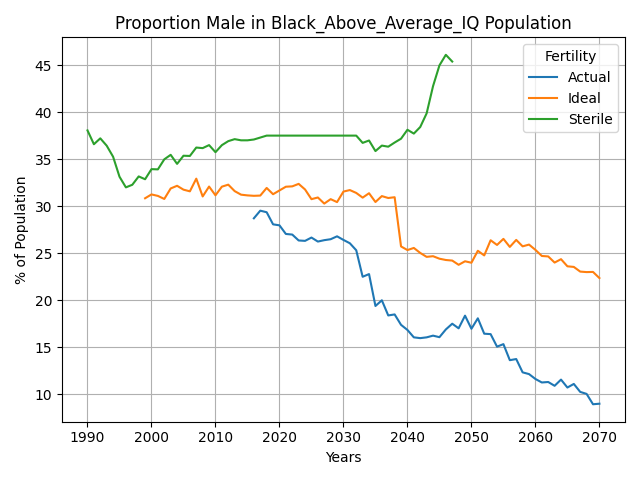 Proportion Male in Black_Above_Average_IQ Population
Fertility
Actual
Ideal
Sterile
% of Population
45
40
35
30
25
20
15
10
1990 2000 2010 2020 2030 2040 2050 2060 2070
Years